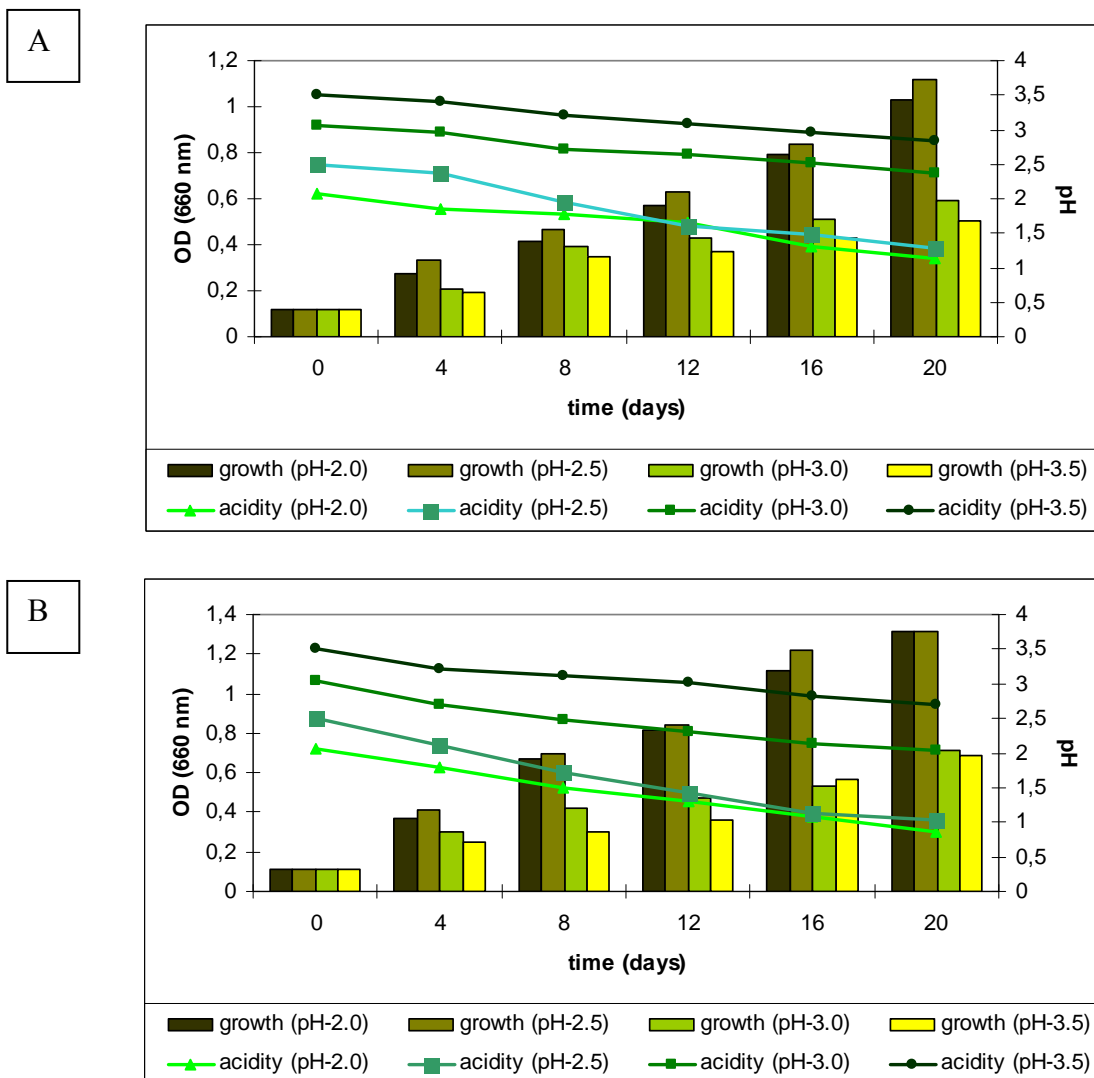 A
1,2
1
0,8
0,6
0,4
0,2
0
OD (660 nm)
4
3,5
3
2,5
2
1,5
1
0,5
0
pH
0 4 8 12 16 20
time (days)
growth (pH-2.0) growth (pH-2.5) growth (pH-3.0) growth (pH-3.5)
acidity (pH-2.0) acidity (pH-2.5) acidity (pH-3.0) acidity (pH-3.5)
B
1,4
1,2
1
0,8
0,6
0,4
0,2
0
OD (660 nm)
4
3,5
3
2,5
2
1,5
1
0,5
0
pH
0 4 8 12 16 20
time (days)
growth (pH-2.0) growth (pH-2.5) growth (pH-3.0) growth (pH-3.5)
acidity (pH-2.0) acidity (pH-2.5) acidity (pH-3.0) acidity (pH-3.5)